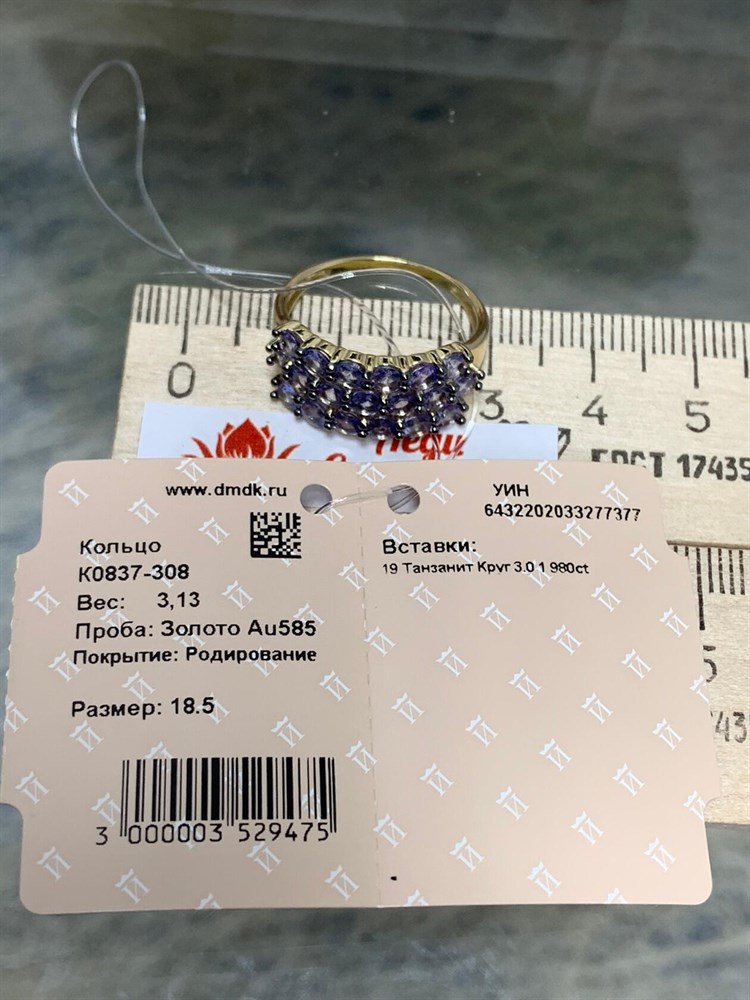 0 3 4 5
ГОСТ 17435
www.dmdk.ru
УИН
6432202033277377
Кольцо
К0837-308
Вес: 3,13
Проба: Золото Au585
Покрытие: Родирование
Размер: 18.5
3 000003 529475
Вставки:
19 Танзанит Круг 3.0 1.980ct
5